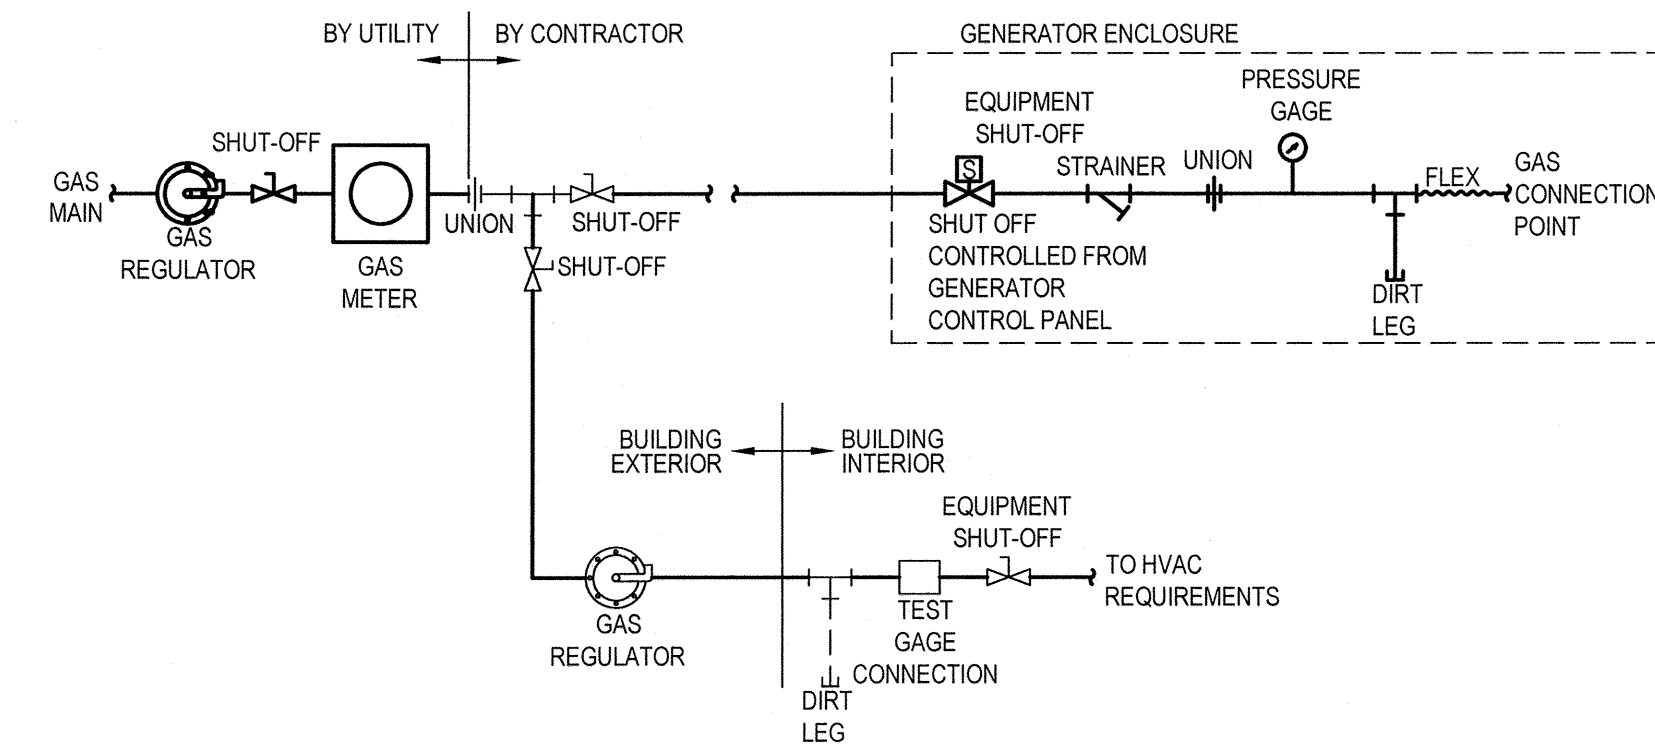 BY UTILITY
BY CONTRACTOR
GENERATOR ENCLOSURE
GAS
MAIN
GAS
REGULATOR
SHUT-OFF
GAS
METER
UNION
SHUT-OFF
SHUT-OFF
EQUIPMENT
SHUT-OFF
S
SHUT OFF
CONTROLLED FROM
GENERATOR
CONTROL PANEL
STRAINER
UNION
PRESSURE
GAGE
FLEX
GAS
CONNECTION
POINT
DIRT
LEG
BUILDING
EXTERIOR
BUILDING
INTERIOR
GAS
REGULATOR
DIRT
LEG
TEST
GAGE
CONNECTION
EQUIPMENT
SHUT-OFF
TO HVAC
REQUIREMENTS